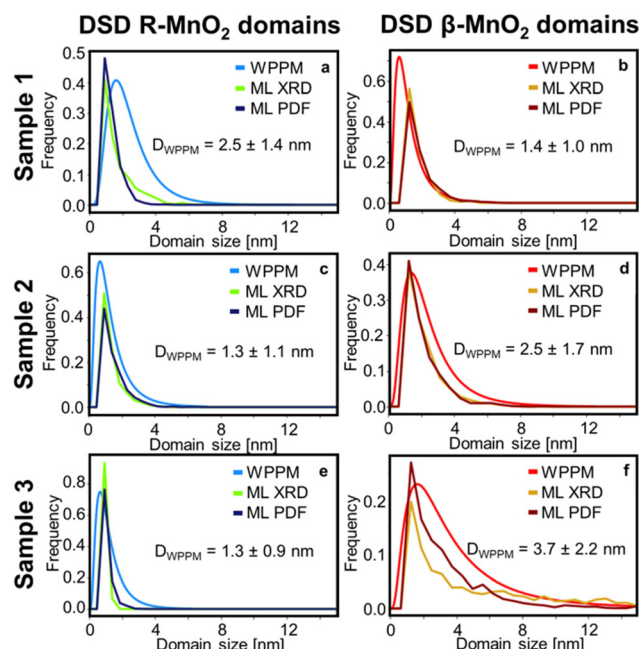 DSD R-MnO₂ domains
DSD β-MnO₂ domains
Sample 1
Frequency
0.5
0.4
0.3
0.2
0.1
0.0
a
WPPM
ML XRD
ML PDF
D_WPPM = 2.5 ± 1.4 nm
0 4 8 12
Domain size [nm]
0.6
0.4
0.2
0.0
Frequency
b
WPPM
ML XRD
ML PDF
D_WPPM = 1.4 ± 1.0 nm
0 4 8 12
Domain size [nm]
Sample 2
Frequency
0.6
0.4
0.2
0.0
c
WPPM
ML XRD
ML PDF
D_WPPM = 1.3 ± 1.1 nm
0 4 8 12
Domain size [nm]
Frequency
0.4
0.3
0.2
0.1
0.0
d
WPPM
ML XRD
ML PDF
D_WPPM = 2.5 ± 1.7 nm
0 4 8 12
Domain size [nm]
Sample 3
Frequency
0.8
0.6
0.4
0.2
0.0
e
WPPM
ML XRD
ML PDF
D_WPPM = 1.3 ± 0.9 nm
0 4 8 12
Domain size [nm]
Frequency
0.2
0.1
0.0
f
WPPM
ML XRD
ML PDF
D_WPPM = 3.7 ± 2.2 nm
0 4 8 12
Domain size [nm]